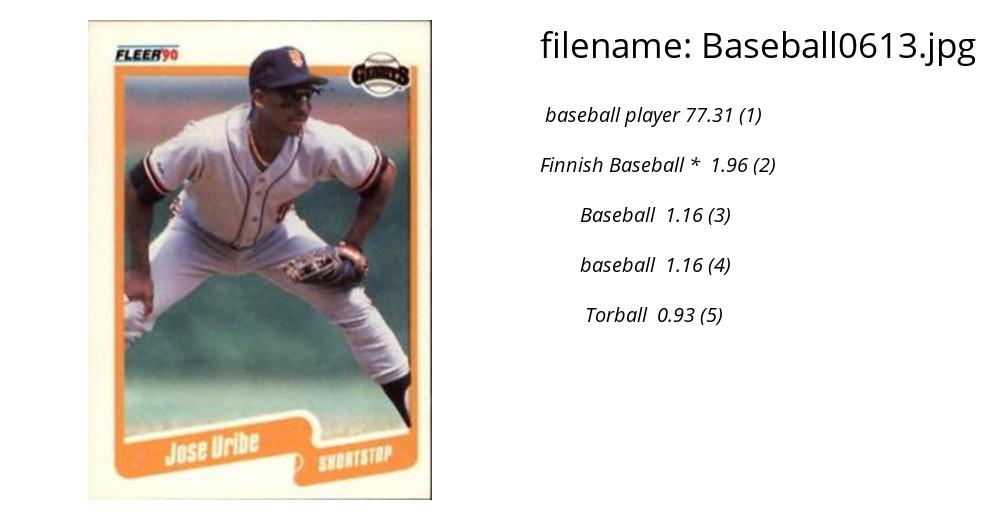 FLEER'90
GIANTS
Jose Uribe
SHORTSTOP
filename: Baseball0613.jpg
baseball player 77.31 (1)
Finnish Baseball * 1.96 (2)
Baseball 1.16 (3)
baseball 1.16 (4)
Torball 0.93 (5)